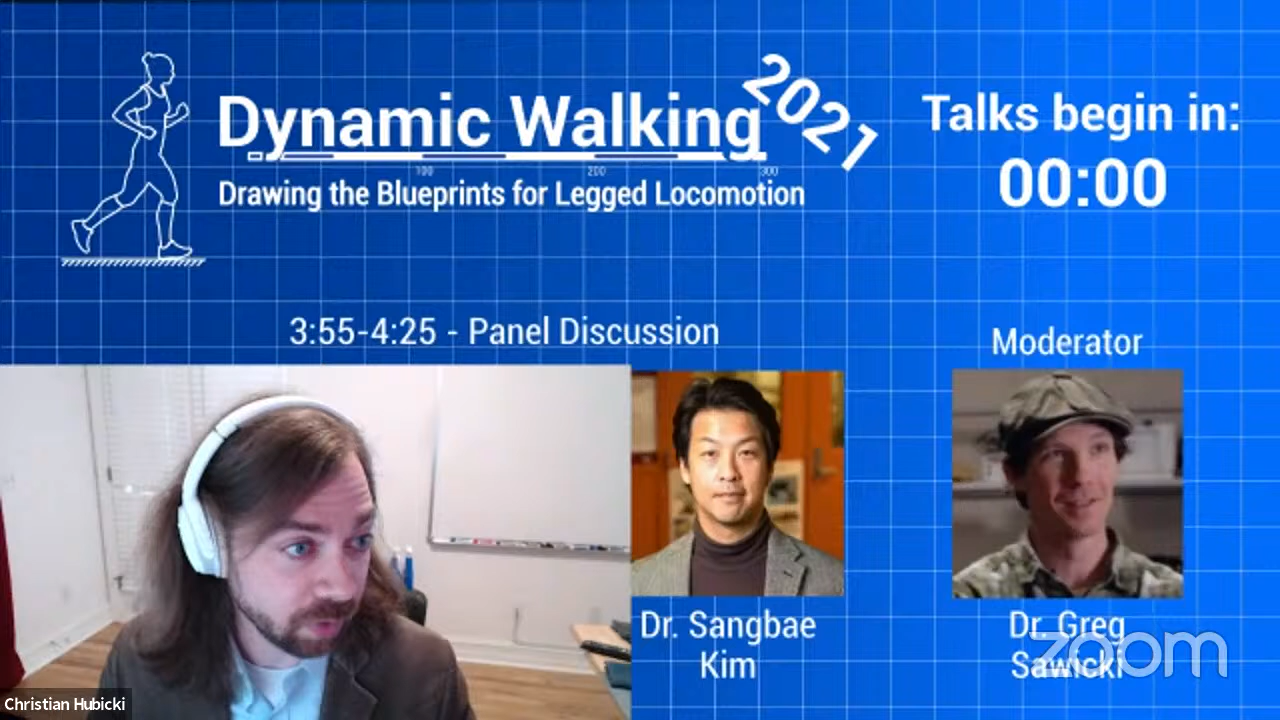 Dynamic Walking
2021
100 200 300
Drawing the Blueprints for Legged Locomotion
Talks begin in:
00:00
3:55-4:25 - Panel Discussion
Moderator
Dr. Sangbae
Kim
Dr. Greg
Sawicki
zoom
Christian Hubicki